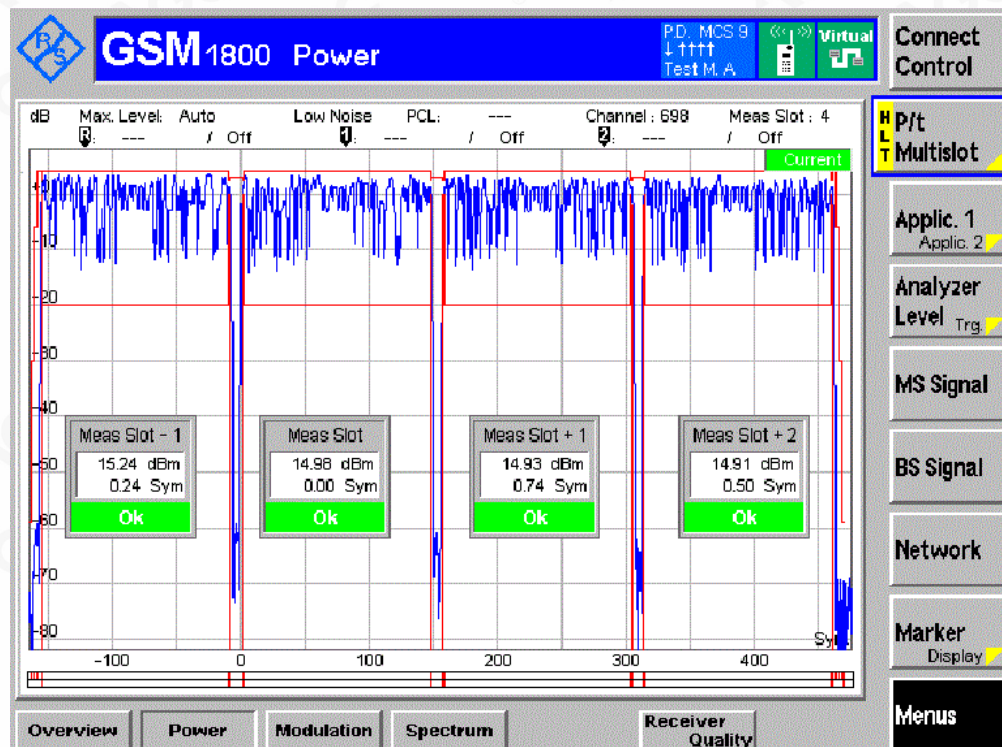 R/S
GSM 1800 Power
P.D. MCS 9
↓ ↑↑↑↑
Test M. A
Virtual
Connect
Control
dB Max. Level: Auto Low Noise PCL: --- Channel : 698 Meas Slot : 4
R: --- / Off 1: --- / Off 2: --- / Off
Current
HLT
P/t
Multislot
Applic. 1
Applic. 2
Analyzer
Level Trg.
MS Signal
BS Signal
Network
Marker
Display
Menus
-10
-20
-30
-40
-50
-60
-70
-80
Meas Slot - 1
15.24 dBm
0.24 Sym
Ok
Meas Slot
14.98 dBm
0.00 Sym
Ok
Meas Slot + 1
14.93 dBm
0.74 Sym
Ok
Meas Slot + 2
14.91 dBm
0.50 Sym
Ok
-100 0 100 200 300 400
Overview Power Modulation Spectrum Receiver
Quality